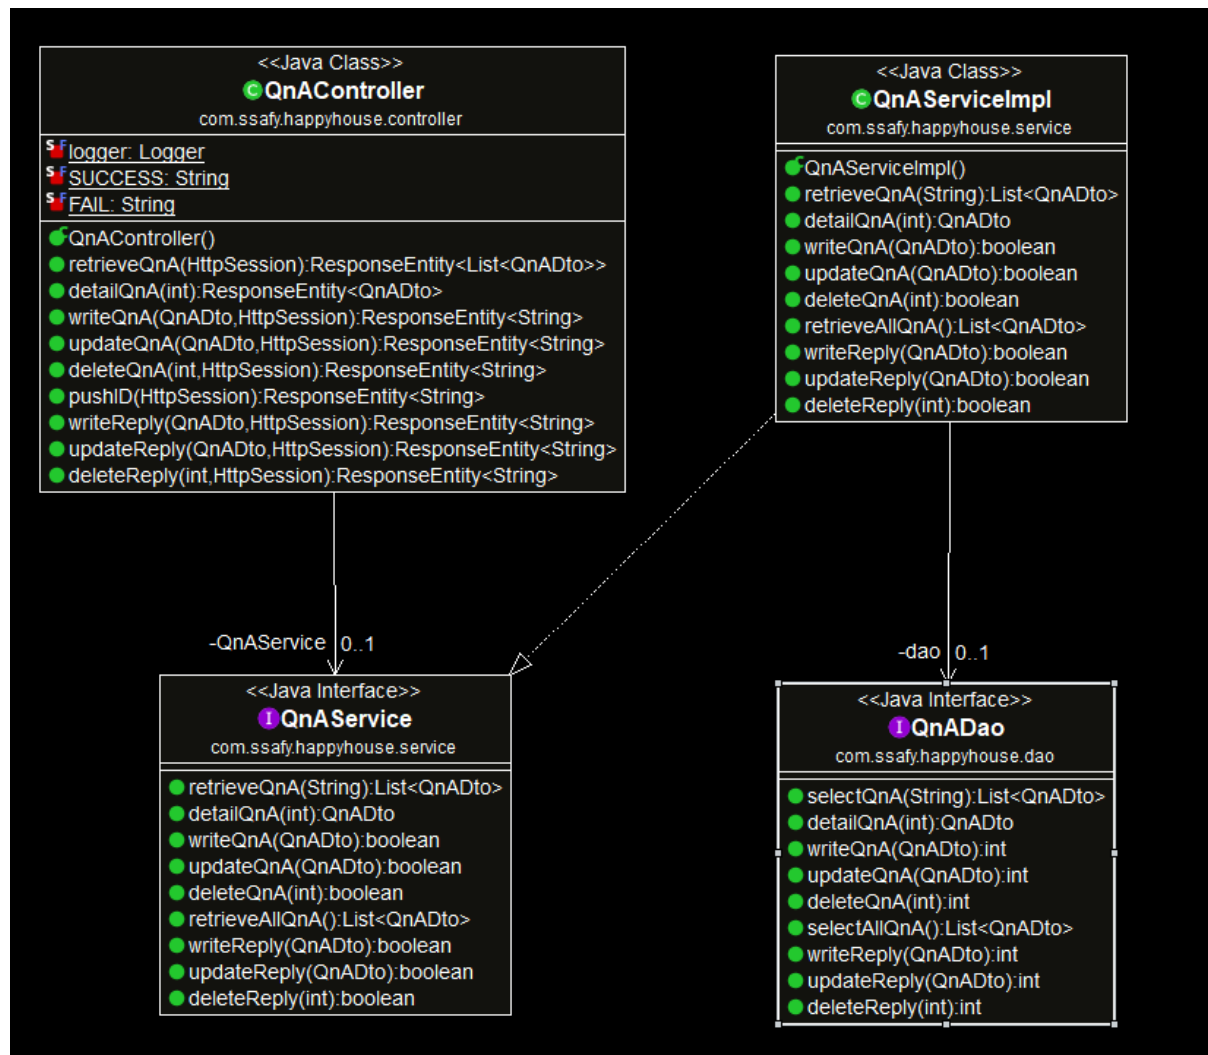 <<Java Class>>
QnAController
com.ssafy.happyhouse.controller
logger: Logger
SUCCESS: String
FAIL: String
QnAController()
retrieveQnA(HttpSession):ResponseEntity<List<QnADto>>
detailQnA(int):ResponseEntity<QnADto>
writeQnA(QnADto,HttpSession):ResponseEntity<String>
updateQnA(QnADto,HttpSession):ResponseEntity<String>
deleteQnA(int,HttpSession):ResponseEntity<String>
pushID(HttpSession):ResponseEntity<String>
writeReply(QnADto,HttpSession):ResponseEntity<String>
updateReply(QnADto,HttpSession):ResponseEntity<String>
deleteReply(int,HttpSession):ResponseEntity<String>
<<Java Class>>
QnAServiceImpl
com.ssafy.happyhouse.service
QnAServiceImpl()
retrieveQnA(String):List<QnADto>
detailQnA(int):QnADto
writeQnA(QnADto):boolean
updateQnA(QnADto):boolean
deleteQnA(int):boolean
retrieveAllQnA():List<QnADto>
writeReply(QnADto):boolean
updateReply(QnADto):boolean
deleteReply(int):boolean
-QnAService 0..1
-dao 0..1
<<Java Interface>>
QnAService
com.ssafy.happyhouse.service
retrieveQnA(String):List<QnADto>
detailQnA(int):QnADto
writeQnA(QnADto):boolean
updateQnA(QnADto):boolean
deleteQnA(int):boolean
retrieveAllQnA():List<QnADto>
writeReply(QnADto):boolean
updateReply(QnADto):boolean
deleteReply(int):boolean
<<Java Interface>>
QnADao
com.ssafy.happyhouse.dao
selectQnA(String):List<QnADto>
detailQnA(int):QnADto
writeQnA(QnADto):int
updateQnA(QnADto):int
deleteQnA(int):int
selectAllQnA():List<QnADto>
writeReply(QnADto):int
updateReply(QnADto):int
deleteReply(int):int